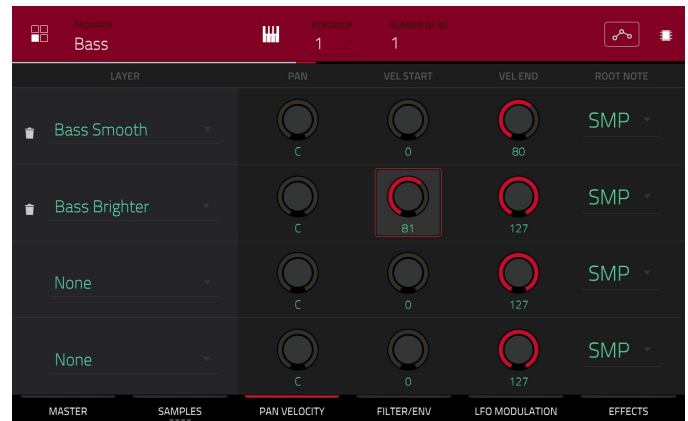 PROGRAM
Bass
KEYGROUP
1
NUMBER OF KG
1
LAYER PAN VEL START VEL END ROOT NOTE
Bass Smooth C 0 80 SMP
Bass Brighter C 81 127 SMP
None C 0 127 SMP
None C 0 127 SMP
MASTER SAMPLES PAN VELOCITY FILTER/ENV LFO MODULATION EFFECTS